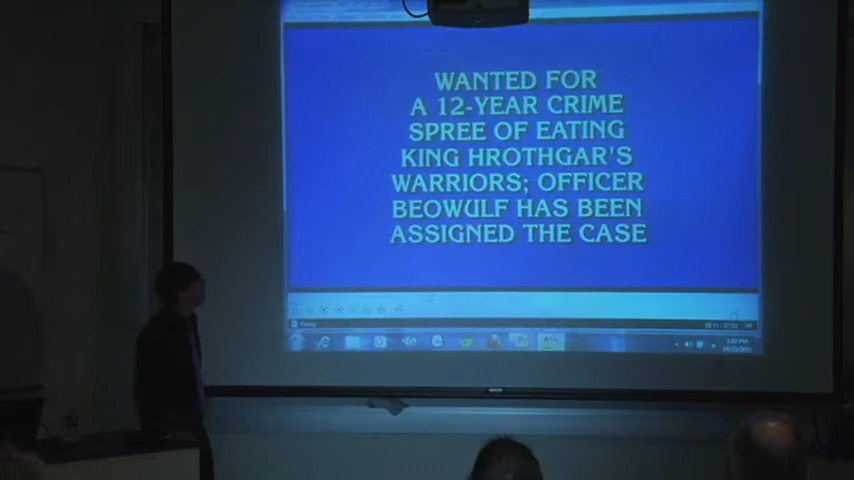 WANTED FOR
A 12-YEAR CRIME
SPREE OF EATING
KING HROTHGAR'S
WARRIORS; OFFICER
BEOWULF HAS BEEN
ASSIGNED THE CASE